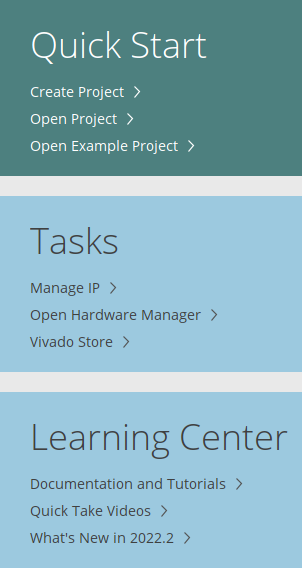 Quick Start
Create Project
Open Project
Open Example Project
Tasks
Manage IP
Open Hardware Manager
Vivado Store
Learning Center
Documentation and Tutorials
Quick Take Videos
What's New in 2022.2